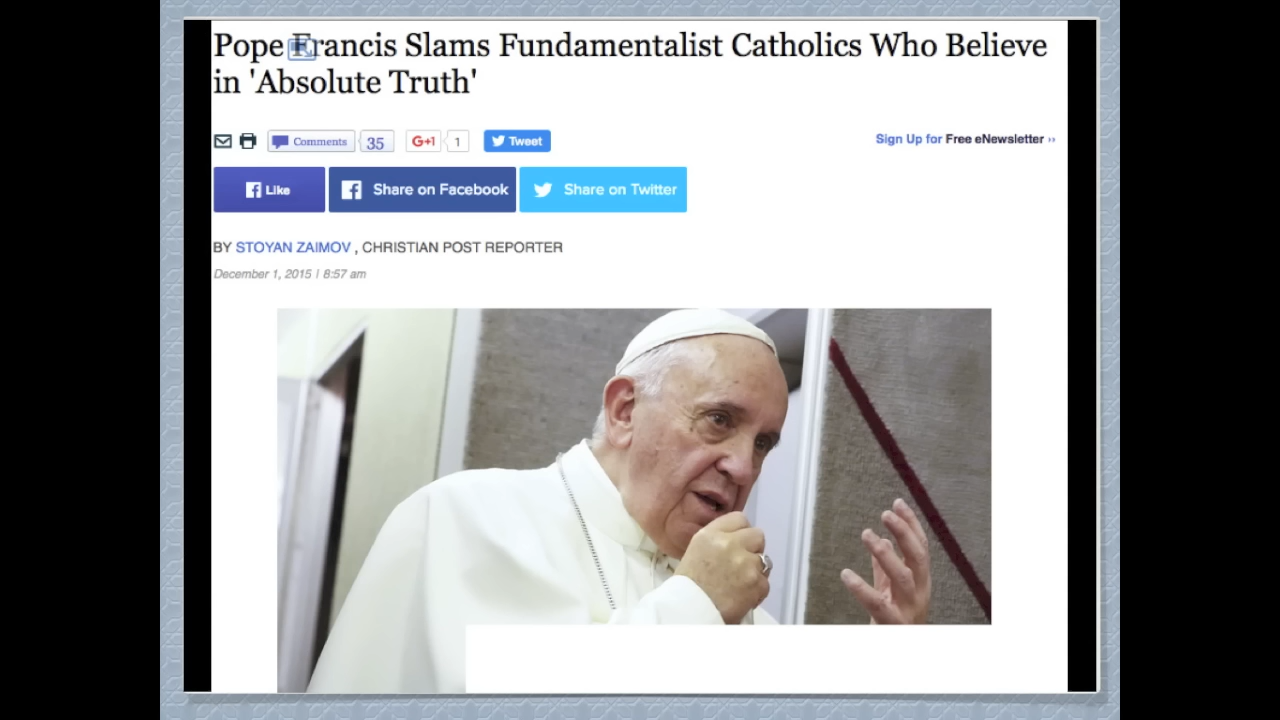 Pope Francis Slams Fundamentalist Catholics Who Believe
in 'Absolute Truth'
Comments 35 G+1 1 Tweet
Sign Up for Free eNewsletter ››
Like Share on Facebook Share on Twitter
BY STOYAN ZAIMOV , CHRISTIAN POST REPORTER
December 1, 2015 | 8:57 am